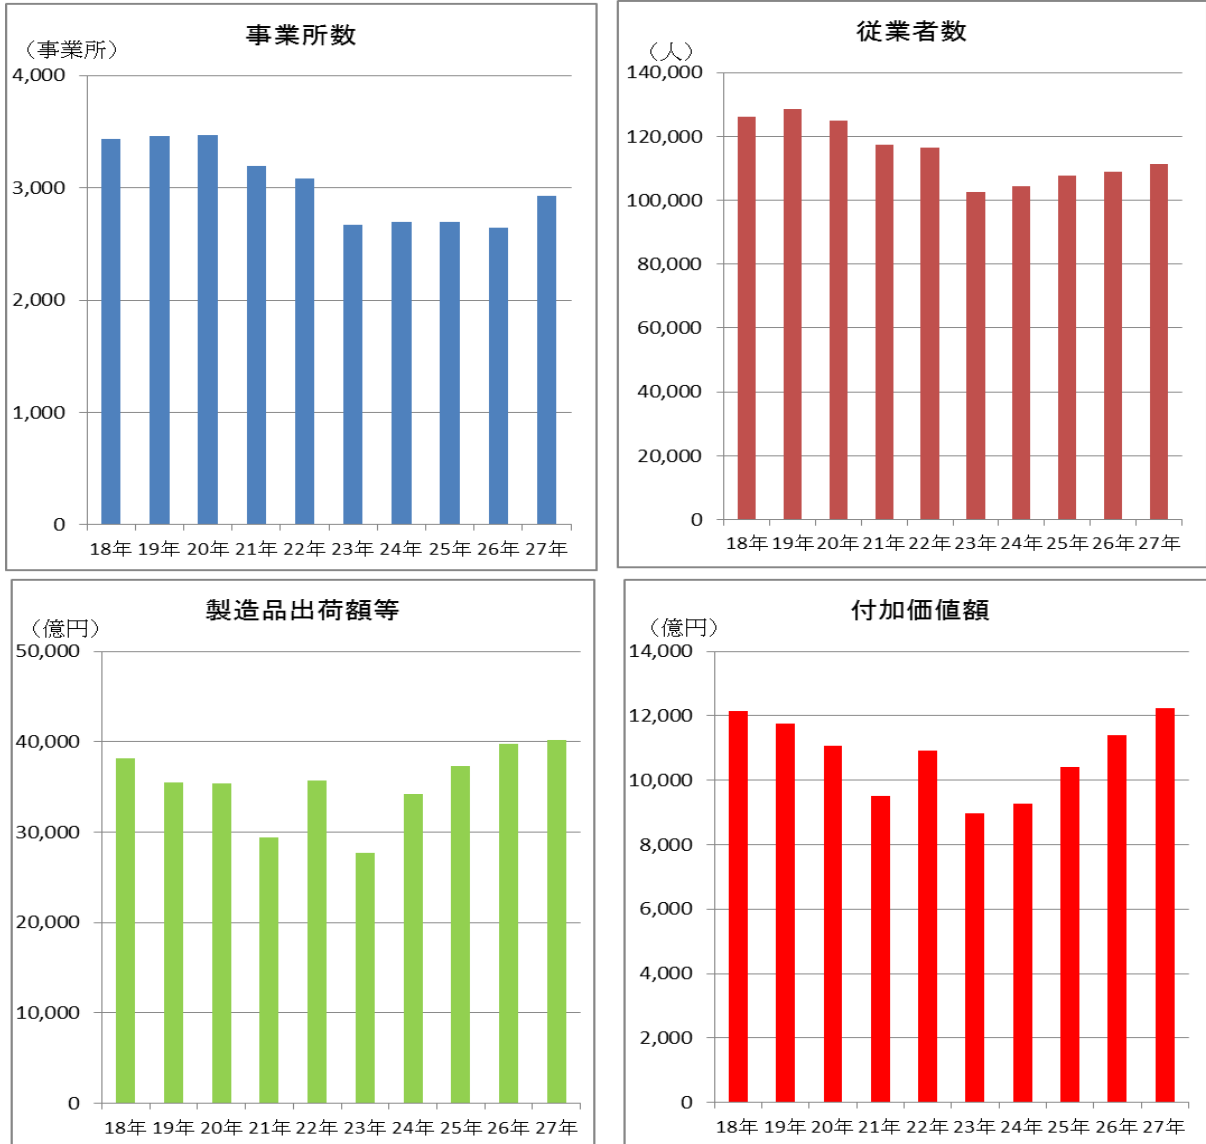 事業所数
（事業所）
4,000
3,000
2,000
1,000
0
18年 19年 20年 21年 22年 23年 24年 25年 26年 27年
従業者数
（人）
140,000
120,000
100,000
80,000
60,000
40,000
20,000
0
18年 19年 20年 21年 22年 23年 24年 25年 26年 27年
製造品出荷額等
（億円）
50,000
40,000
30,000
20,000
10,000
0
18年 19年 20年 21年 22年 23年 24年 25年 26年 27年
付加価値額
（億円）
14,000
12,000
10,000
8,000
6,000
4,000
2,000
0
18年 19年 20年 21年 22年 23年 24年 25年 26年 27年